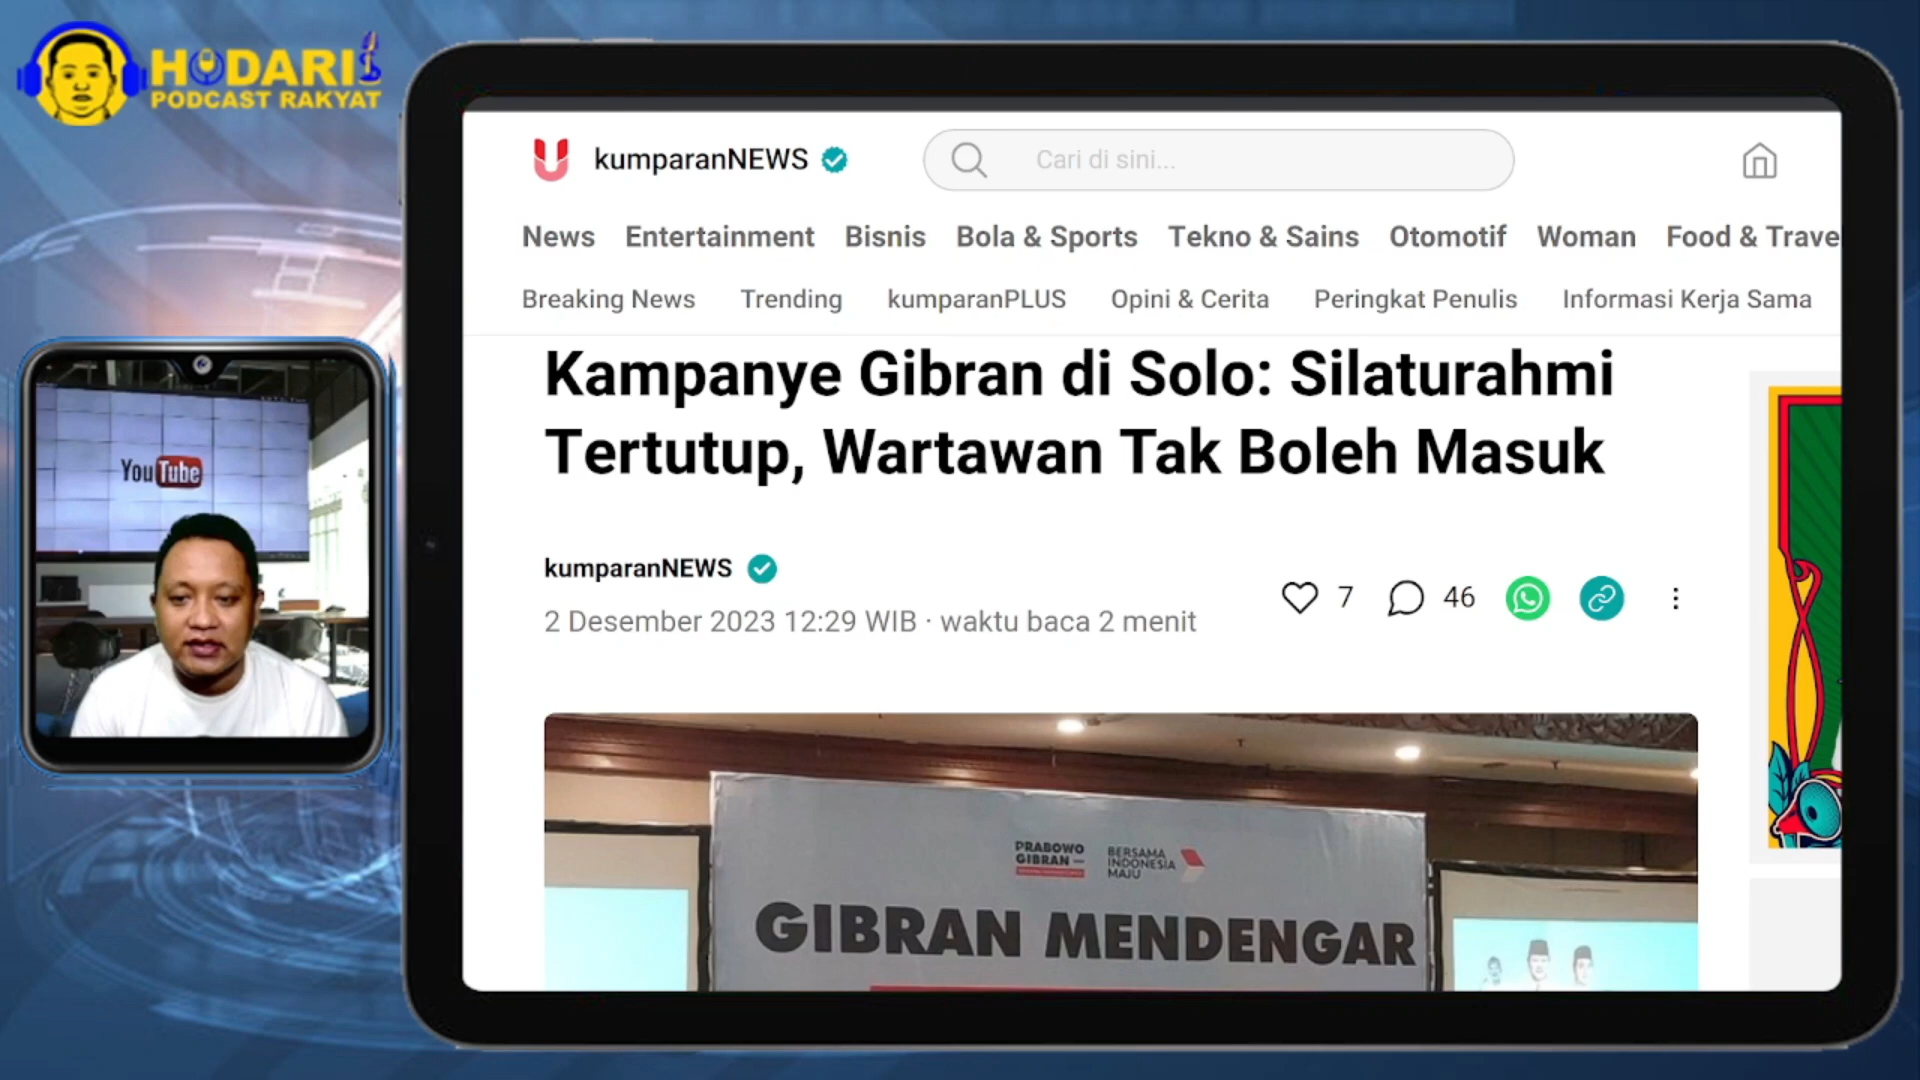 HODARI
PODCAST RAKYAT
kumparanNEWS
Cari di sini...
News Entertainment Bisnis Bola & Sports Tekno & Sains Otomotif Woman Food & Trave
Breaking News Trending kumparanPLUS Opini & Cerita Peringkat Penulis Informasi Kerja Sama
Kampanye Gibran di Solo: Silaturahmi
Tertutup, Wartawan Tak Boleh Masuk
kumparanNEWS
2 Desember 2023 12:29 WIB · waktu baca 2 menit
7 46
YouTube
PRABOWO
GIBRAN
BERSAMA
INDONESIA
MAJU
GIBRAN MENDENGAR